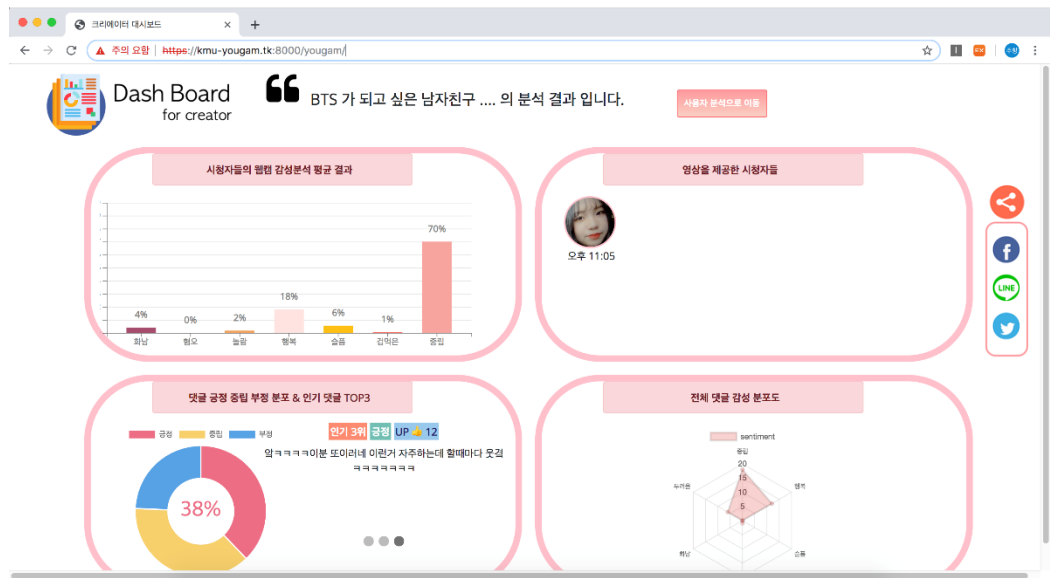 크리에이터 대시보드
주의 요함 | https://kmu-yougam.tk:8000/yougam/
Dash Board
for creator
BTS 가 되고 싶은 남자친구 .... 의 분석 결과 입니다.
사용자 분석으로 이동
시청자들의 웹캠 감성분석 평균 결과
70%
18%
4%
0%
2%
6%
1%
화남
혐오
놀람
행복
슬픔
겁먹은
중립
영상을 제공한 시청자들
오후 11:05
LINE
댓글 긍정 중립 부정 분포 & 인기 댓글 TOP3
긍정
중립
부정
38%
인기 3위 긍정 UP 👍 12
앜ㅋㅋㅋㅋ이분 또이러네 이런거 자주하는데 할때마다 웃겈
ㅋㅋㅋㅋㅋㅋㅋ
전체 댓글 감성 분포도
sentiment
중립
20
15
10
5
두려움
행복
화남
슬픔